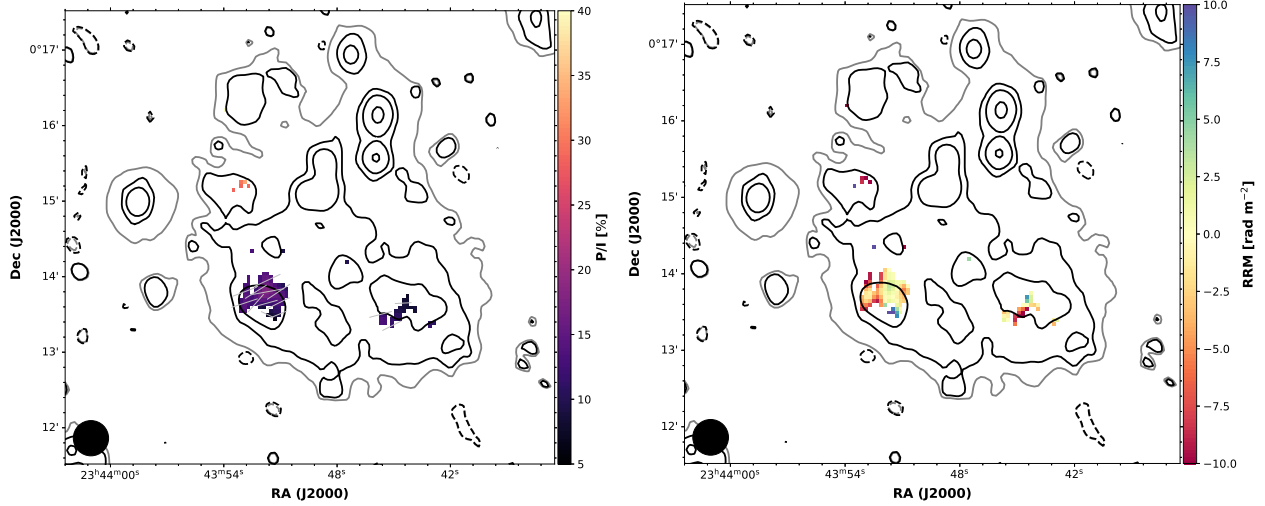 0°17'
16'
15'
14'
13'
12'
Dec (J2000)
23ʰ44ᵐ00ˢ
43ᵐ54ˢ
48ˢ
42ˢ
RA (J2000)
40
35
30
25
20
15
10
5
P/I [%]
0°17'
16'
15'
14'
13'
12'
Dec (J2000)
23ʰ44ᵐ00ˢ
43ᵐ54ˢ
48ˢ
42ˢ
RA (J2000)
10.0
7.5
5.0
2.5
0.0
−2.5
−5.0
−7.5
−10.0
RRM [rad m⁻²]